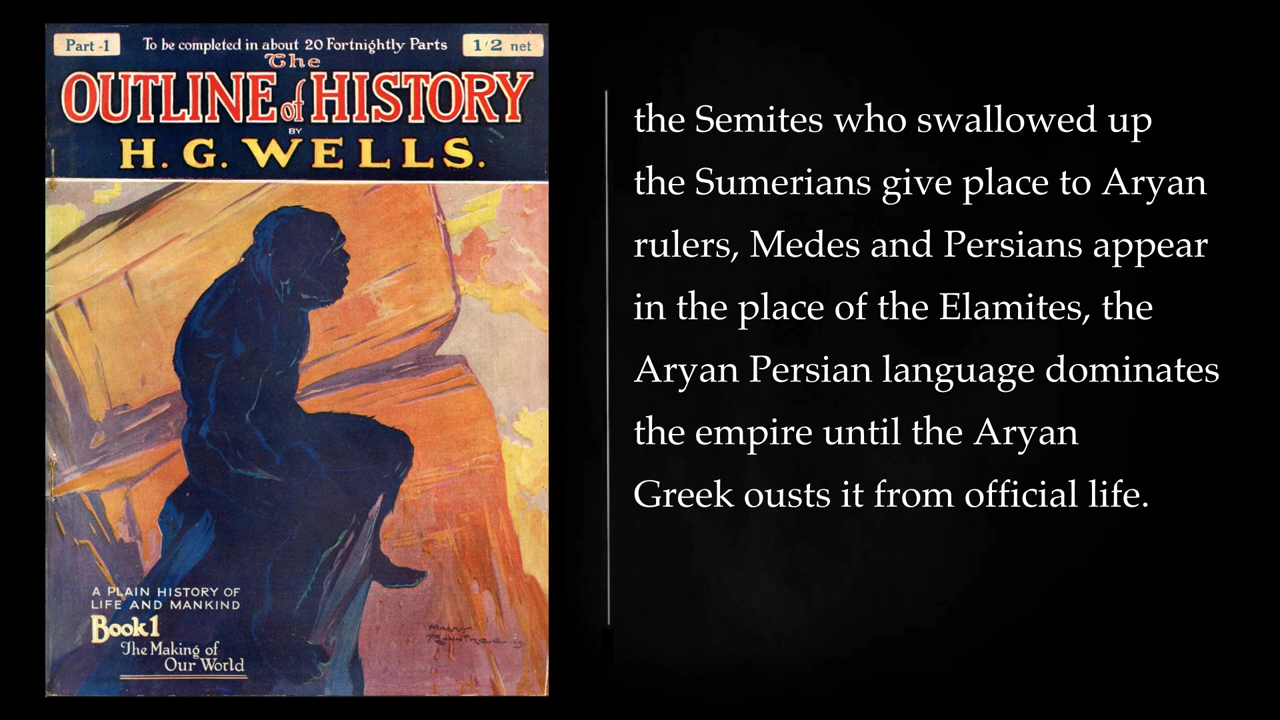 Part -1
To be completed in about 20 Fortnightly Parts
1/2 net
The
OUTLINE of HISTORY
BY
H. G. WELLS.
A PLAIN HISTORY OF
LIFE AND MANKIND
Book 1
The Making of
Our World
the Semites who swallowed up
the Sumerians give place to Aryan
rulers, Medes and Persians appear
in the place of the Elamites, the
Aryan Persian language dominates
the empire until the Aryan
Greek ousts it from official life.